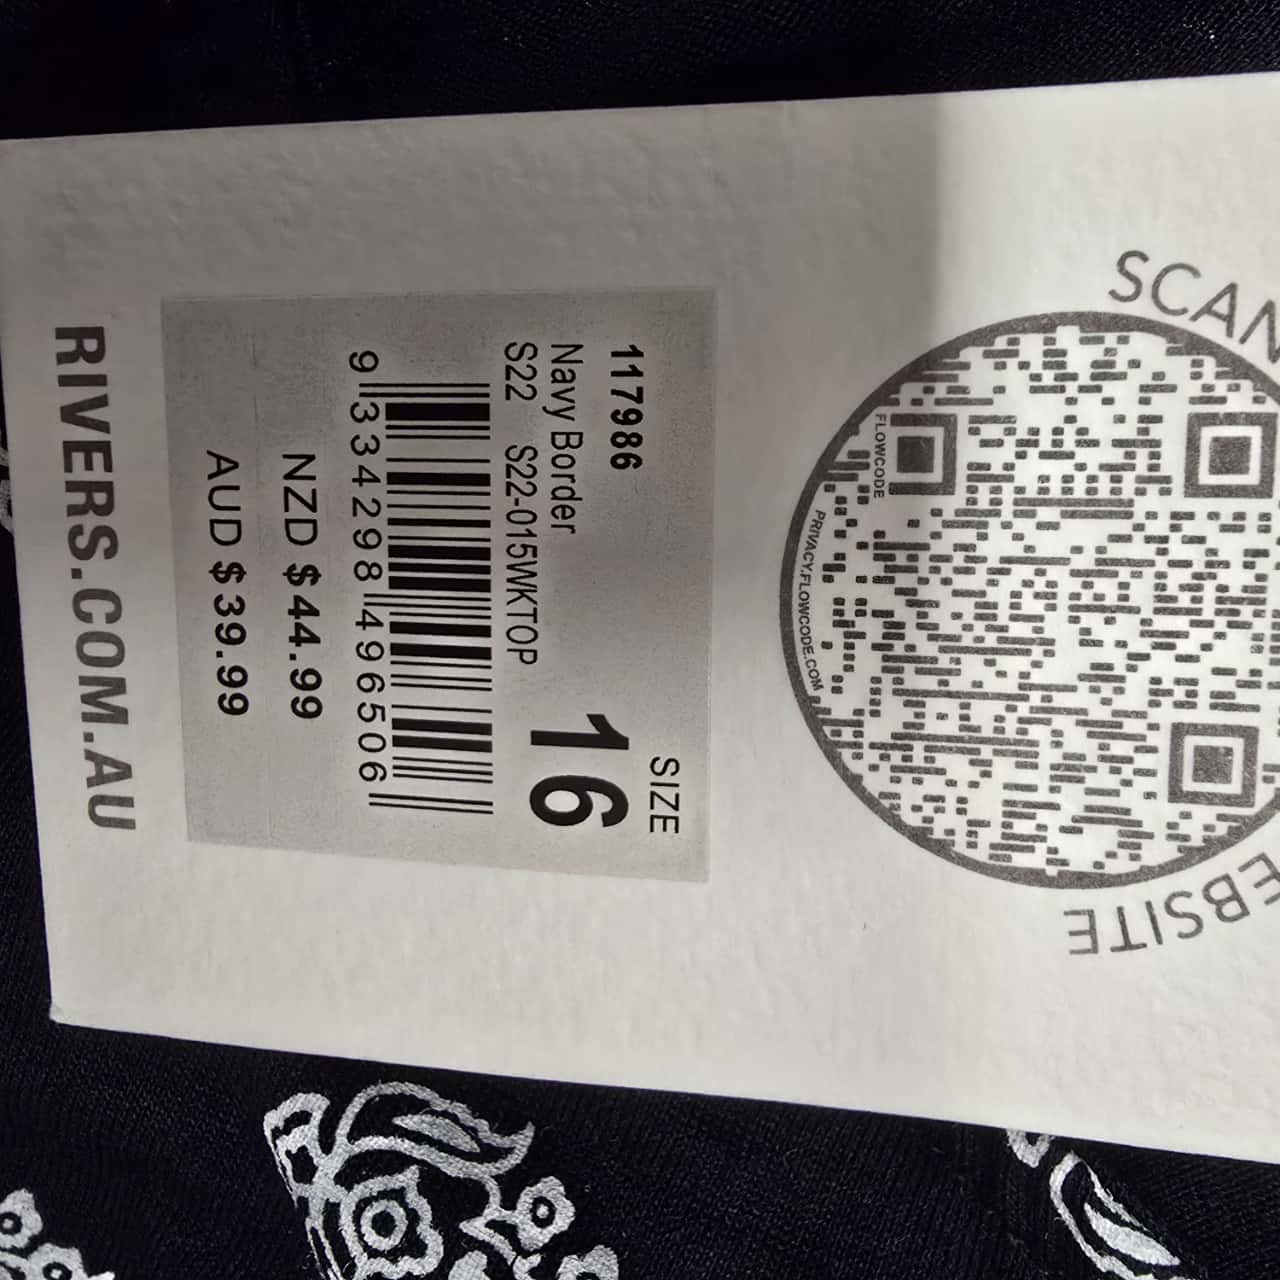 SCAN
EBSITE
FLOWCODE
PRIVACY.FLOWCODE.COM
SIZE
117986
16
Navy Border
S22 S22-015WKTOP
9 334298 496506
NZD $44.99
AUD $39.99
RIVERS.COM.AU